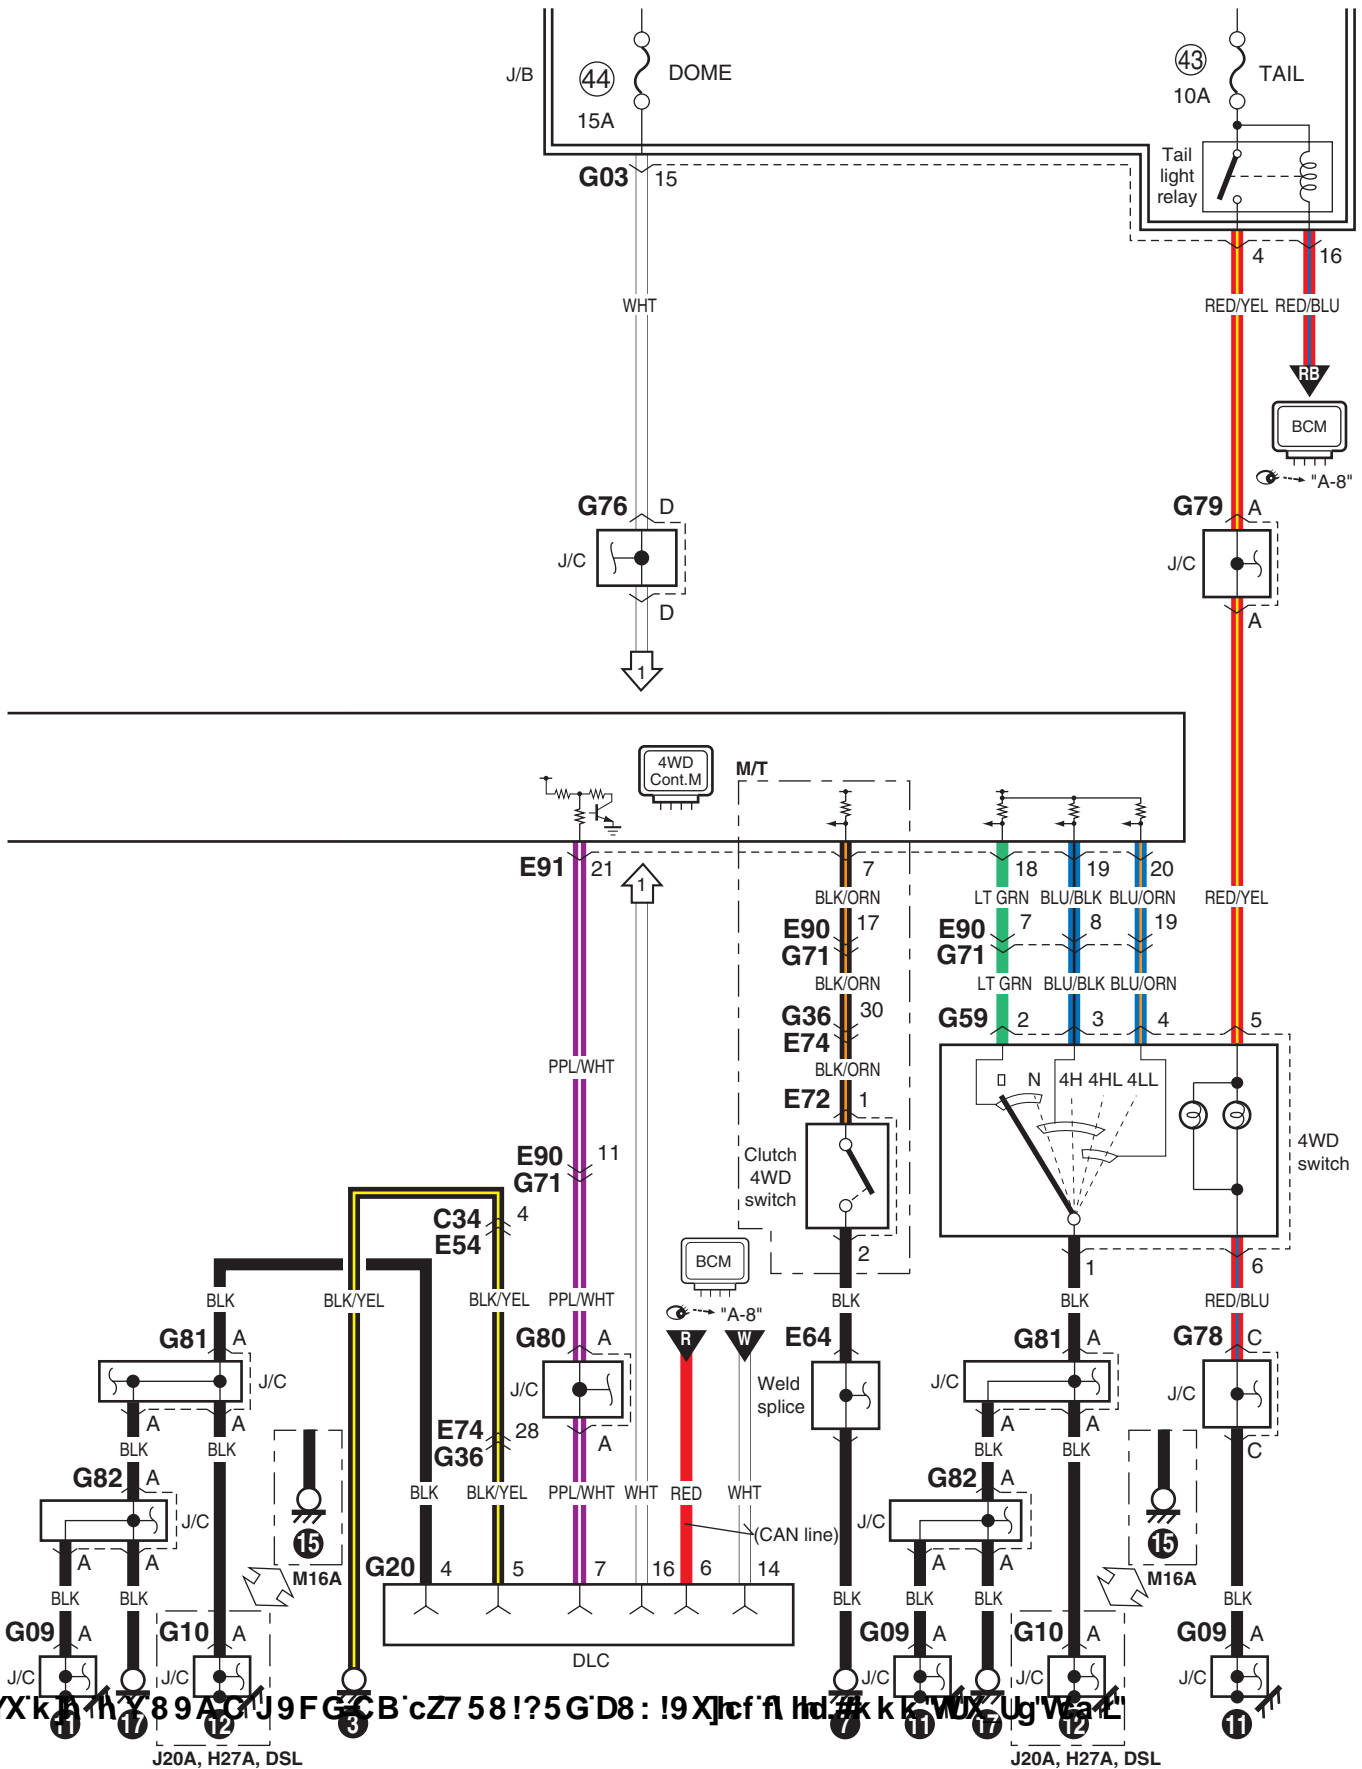 J/B
44
DOME
15A
43
TAIL
10A
Tail
light
relay
G03 15
4 16
WHT
RED/YEL RED/BLU
RB
BCM
"A-8"
G76 D
J/C
D
1
G79 A
J/C
A
4WD
Cont.M
M/T
E91 21
1
7
18 19 20
BLK/ORN
LT GRN BLU/BLK BLU/ORN
RED/YEL
E90 17
G71
E90 7 8 19
G71
BLK/ORN
LT GRN BLU/BLK BLU/ORN
G36 30
E74
G59 2 3 4 5
BLK/ORN
PPL/WHT
N 4H 4HL 4LL
E72 1
Clutch
4WD
switch
2
4WD
switch
E90 11
G71
C34 4
E54
BCM
"A-8"
1 6
BLK BLK/YEL BLK/YEL PPL/WHT
BLK BLK RED/BLU
G81 A
J/C
A A
G80 A
J/C
A
R W
E64
Weld
splice
G81 A
J/C
A A
G78 C
J/C
C
BLK BLK
E74 28
G36
BLK BLK
G82 A
J/C
A A
15
M16A
BLK BLK/YEL PPL/WHT WHT RED WHT
(CAN line)
G82 A
J/C
A A
15
M16A
G20 4 5 7 16 6 14
DLC
BLK BLK
BLK BLK BLK BLK
G09 A
J/C
11
17
G10 A
J/C
12
3
7
G09 A
J/C
11
17
G10 A
J/C
12
G09 A
J/C
11
J20A, H27A, DSL
J20A, H27A, DSL